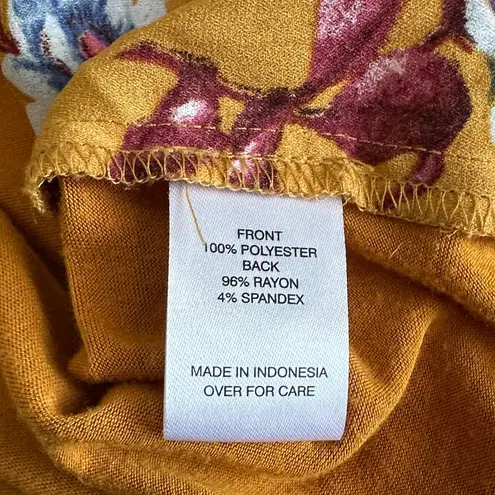 FRONT
100% POLYESTER
BACK
96% RAYON
4% SPANDEX
MADE IN INDONESIA
OVER FOR CARE